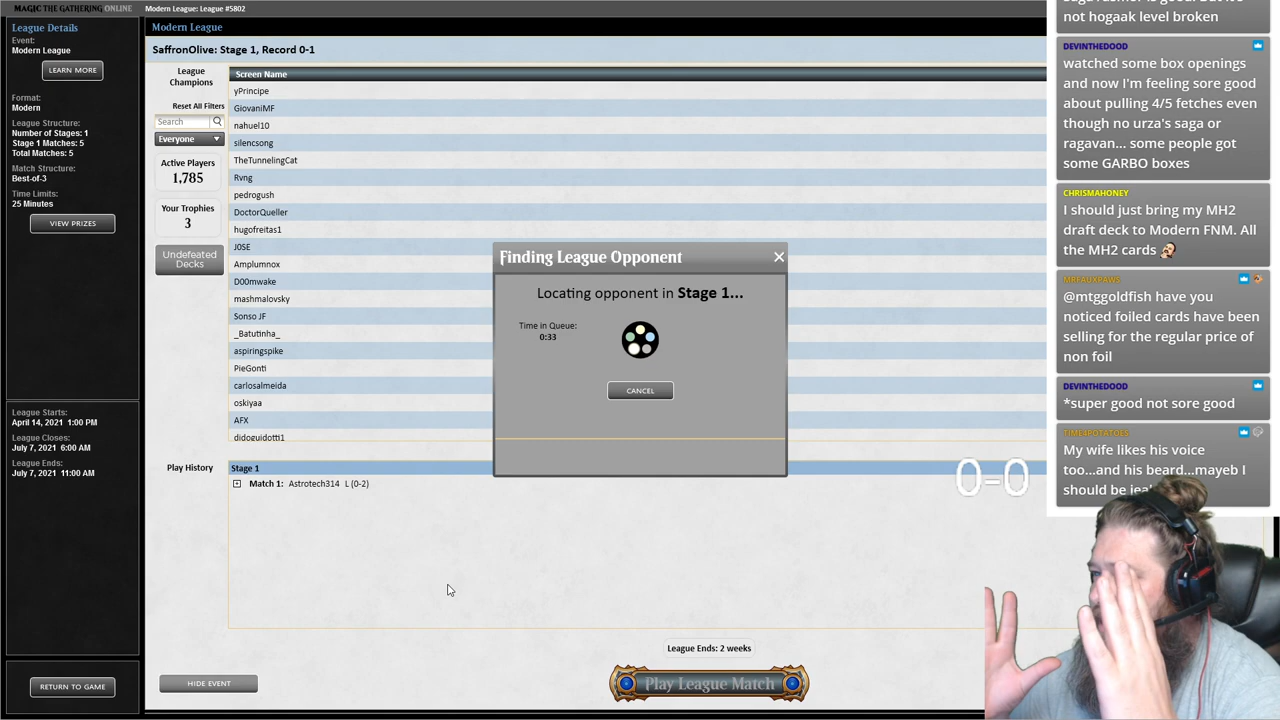 MAGIC THE GATHERING ONLINE
Modern League: League #5802
League Details
Event:
Modern League
LEARN MORE
Format:
Modern
League Structure:
Number of Stages: 1
Stage 1 Matches: 5
Total Matches: 5
Match Structure:
Best-of-3
Time Limits:
25 Minutes
VIEW PRIZES
League Starts:
April 14, 2021 1:00 PM
League Closes:
July 7, 2021 6:00 AM
League Ends:
July 7, 2021 11:00 AM
RETURN TO GAME
Modern League
SaffronOlive: Stage 1, Record 0-1
League
Champions
Reset All Filters
Search
Everyone
Active Players
1,785
Your Trophies
3
Undefeated
Decks
Screen Name
yPrincipe
GiovaniMF
nahuel10
silencsong
TheTunnelingCat
Rvng
pedrogush
DoctorQueller
hugofreitas1
J0SE
Amplumnox
D00mwake
mashmalovsky
Sonso JF
_Batutinha_
aspiringspike
PieGonti
carlosalmeida
oskiyaa
AFX
didoguidotti1
Finding League Opponent
Locating opponent in Stage 1...
Time in Queue:
0:33
CANCEL
Play History
Stage 1
Match 1: Astrotech314 L (0-2)
0-0
League Ends: 2 weeks
HIDE EVENT
Play League Match
not hogaak level broken
DEVINTHEDOOD
watched some box openings
and now I'm feeling sore good
about pulling 4/5 fetches even
though no urza's saga or
ragavan... some people got
some GARBO boxes
CHRISMAHONEY
I should just bring my MH2
draft deck to Modern FNM. All
the MH2 cards
MRFAUXPAWS
@mtggoldfish have you
noticed foiled cards have been
selling for the regular price of
non foil
DEVINTHEDOOD
*super good not sore good
TIME4POTATOES
My wife likes his voice
too...and his beard...mayeb I
should be